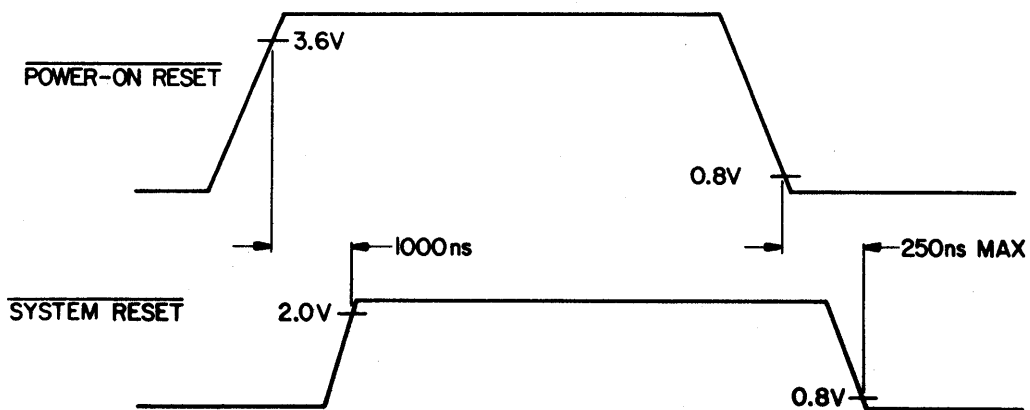 3.6V
POWER-ON RESET
0.8V
1000ns
250ns MAX
SYSTEM RESET
2.0V
0.8V